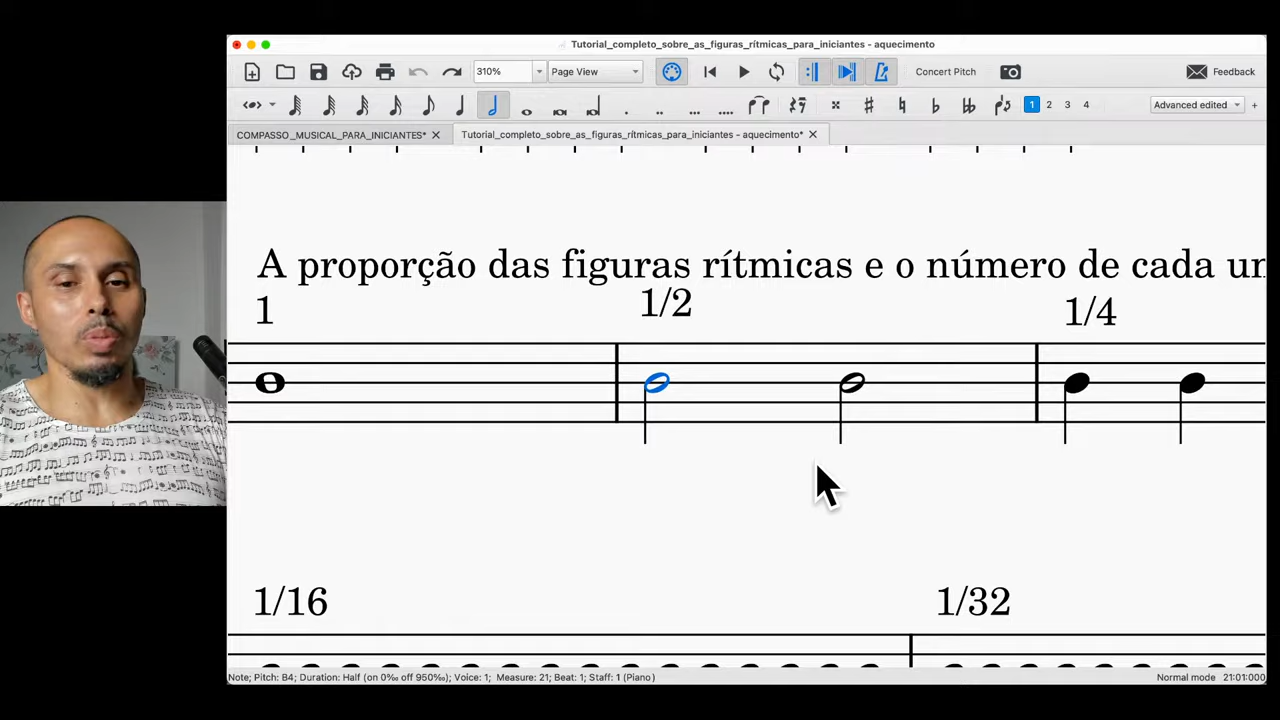 Tutorial_completo_sobre_as_figuras_rítmicas_para_iniciantes - aquecimento
310% Page View Concert Pitch Feedback
1 2 3 4 Advanced edited +
COMPASSO_MUSICAL_PARA_INICIANTES* Tutorial_completo_sobre_as_figuras_rítmicas_para_iniciantes - aquecimento*
A proporção das figuras rítmicas e o número de cada
1 1/2 1/4
1/16 1/32
Note; Pitch: B4; Duration: Half (on 0‰ off 950‰); Voice: 1; Measure: 21; Beat: 1; Staff: 1 (Piano) Normal mode 21:01:000